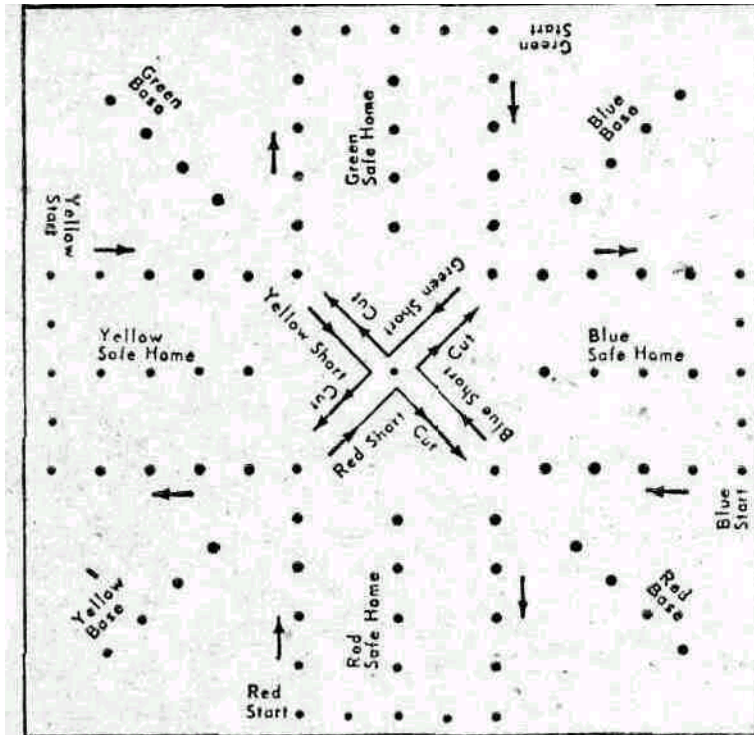 Green
Start
Green
Base
Blue
Base
Green
Safe Home
Yellow
Start
Green Short
Cut
Yellow Short
Cut
Yellow
Safe Home
Blue
Safe Home
Cut
Blue Short
Red Short
Cut
Blue
Start
Yellow
Base
Red
Safe Home
Red
Base
Red
Start